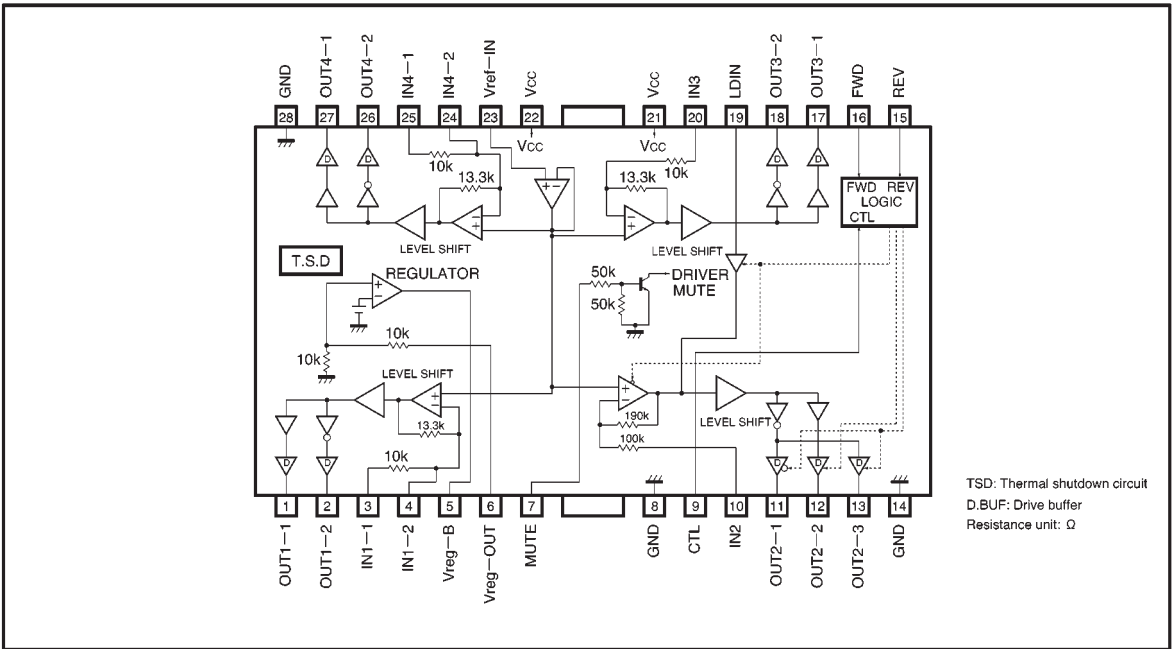 GND
OUT4-1
OUT4-2
IN4-1
IN4-2
Vref-IN
VCC
VCC
IN3
LDIN
OUT3-2
OUT3-1
FWD
REV
28
27
26
25
24
23
22
21
20
19
18
17
16
15
VCC
VCC
D
D
D
D
10k
10k
13.3k
13.3k
+ -
- +
- +
FWD REV
LOGIC
CTL
LEVEL SHIFT
LEVEL SHIFT
T.S.D
REGULATOR
+ -
50k
50k
DRIVER
MUTE
10k
10k
LEVEL SHIFT
+ -
+ -
13.3k
190k
100k
LEVEL SHIFT
10k
D
D
D
D
D
1
2
3
4
5
6
7
8
9
10
11
12
13
14
OUT1-1
OUT1-2
IN1-1
IN1-2
Vreg-B
Vreg-OUT
MUTE
GND
CTL
IN2
OUT2-1
OUT2-2
OUT2-3
GND
TSD: Thermal shutdown circuit
D.BUF: Drive buffer
Resistance unit: Ω